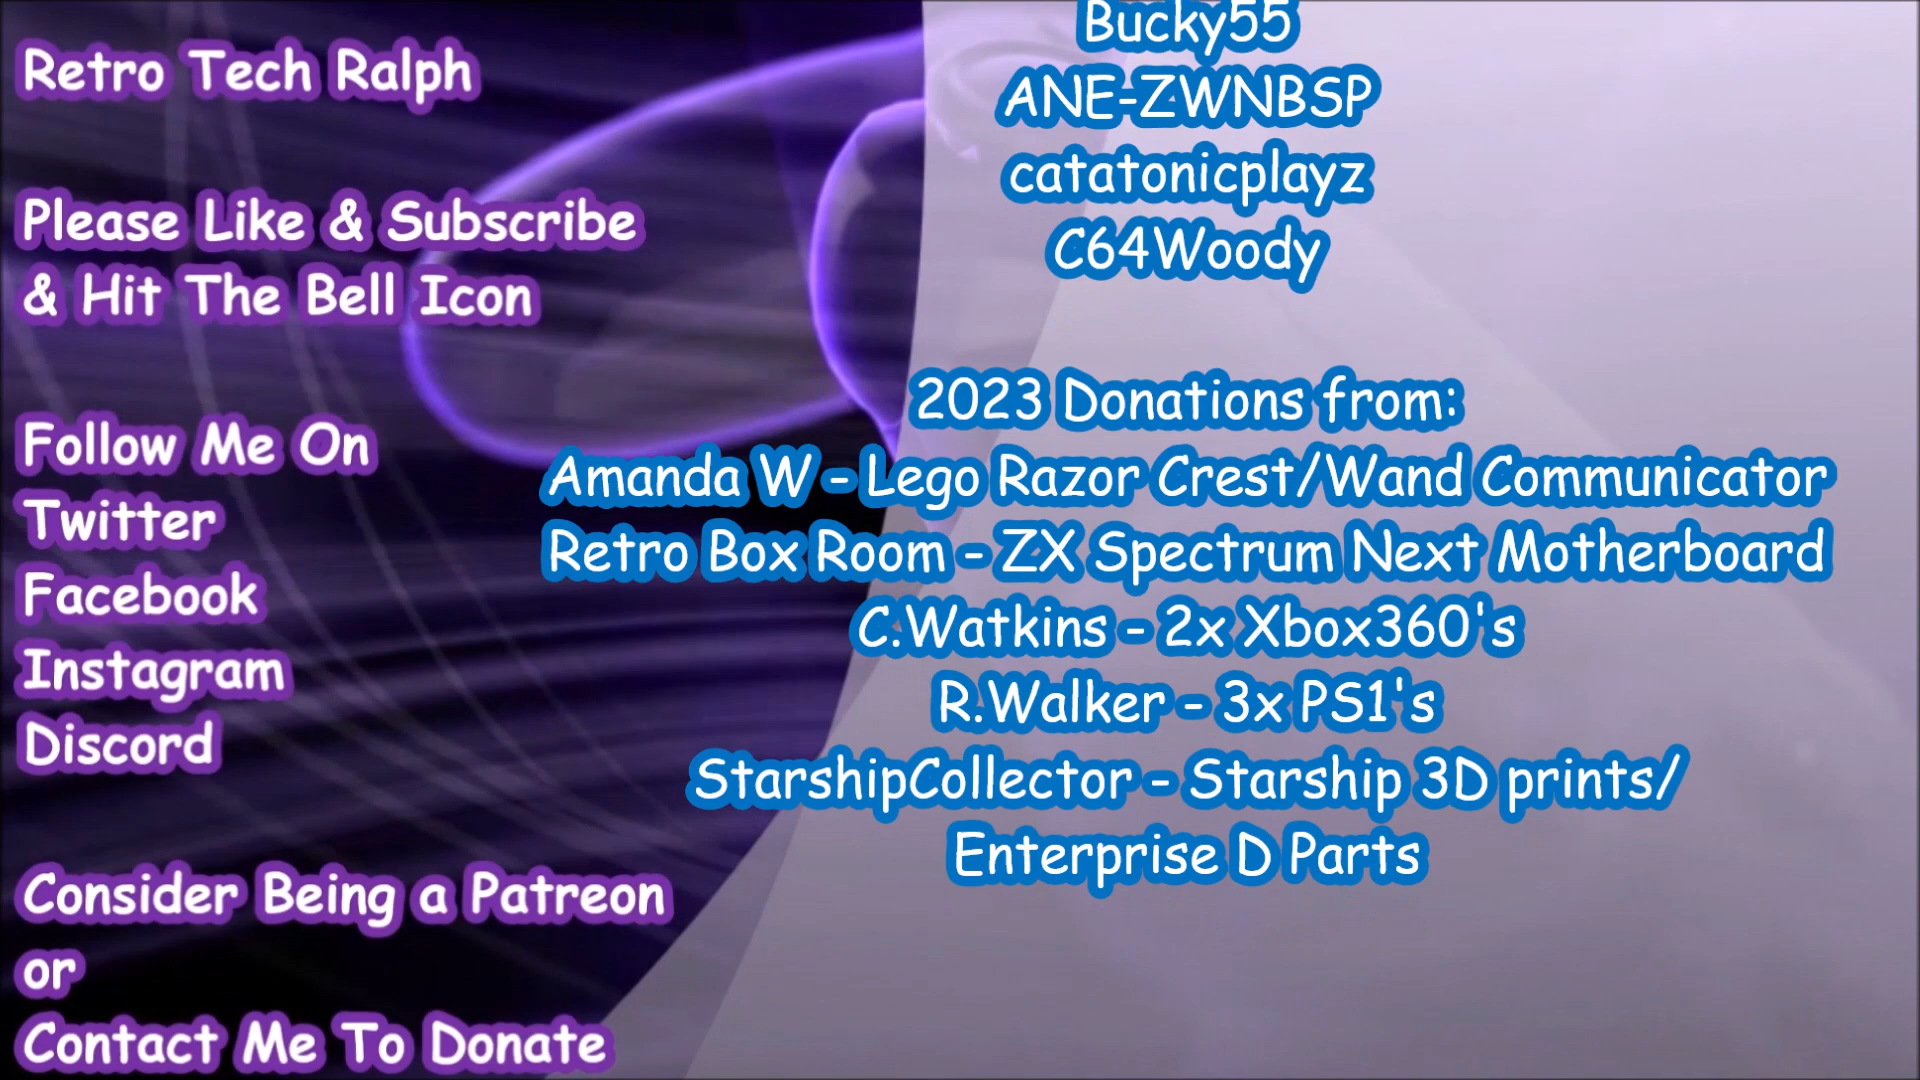 Retro Tech Ralph
Please Like & Subscribe
& Hit The Bell Icon
Follow Me On
Twitter
Facebook
Instagram
Discord
Consider Being a Patreon
or
Contact Me To Donate
Bucky55
ANE-ZWNBSP
catatonicplayz
C64Woody
2023 Donations from:
Amanda W - Lego Razor Crest/Wand Communicator
Retro Box Room - ZX Spectrum Next Motherboard
C.Watkins - 2x Xbox360's
R.Walker - 3x PS1's
StarshipCollector - Starship 3D prints/
Enterprise D Parts